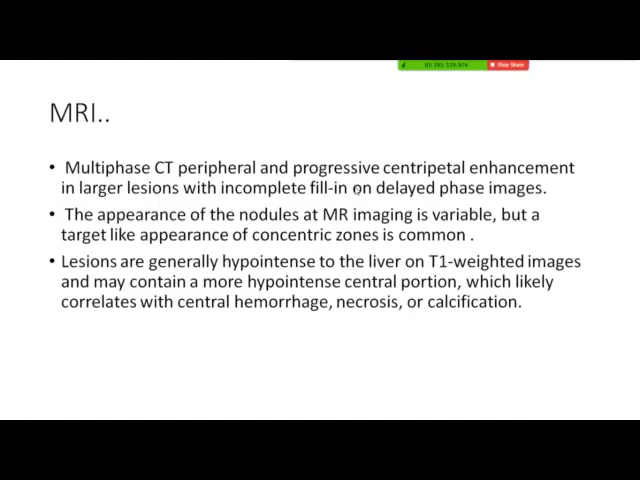 Stop Share
MRI..
• Multiphase CT peripheral and progressive centripetal enhancement
in larger lesions with incomplete fill-in on delayed phase images.
• The appearance of the nodules at MR imaging is variable, but a
target like appearance of concentric zones is common .
• Lesions are generally hypointense to the liver on T1-weighted images
and may contain a more hypointense central portion, which likely
correlates with central hemorrhage, necrosis, or calcification.